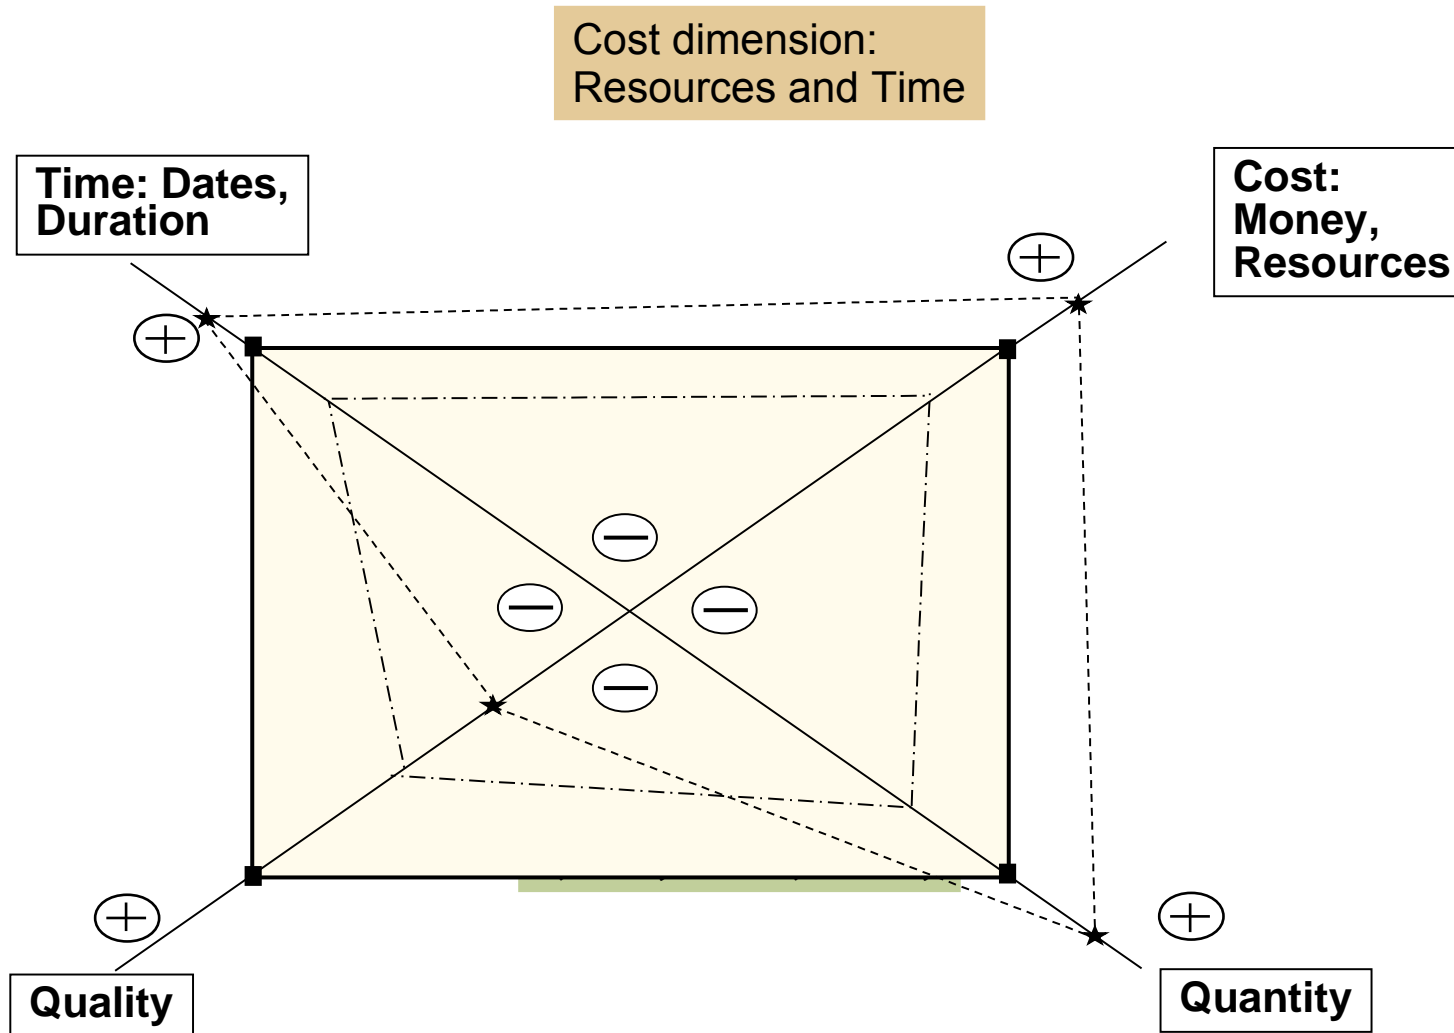 Cost dimension:
Resources and Time
Time: Dates,
Duration
Cost:
Money,
Resources
Quality
Quantity